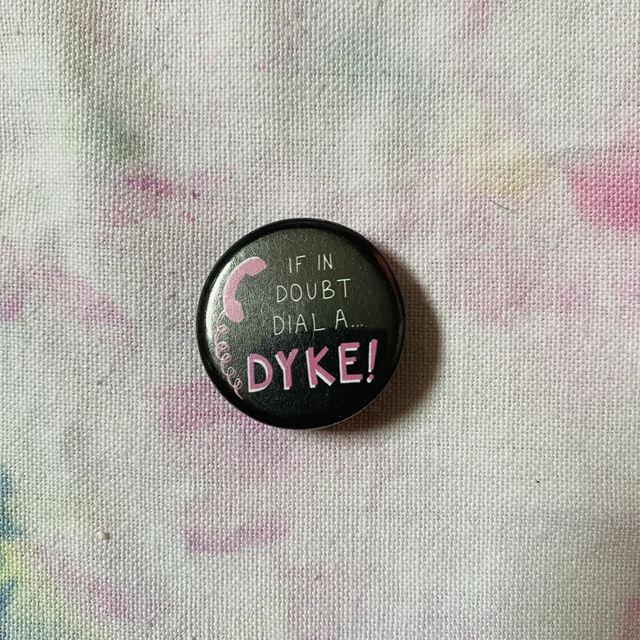 IF IN
DOUBT
DIAL A...
DYKE!